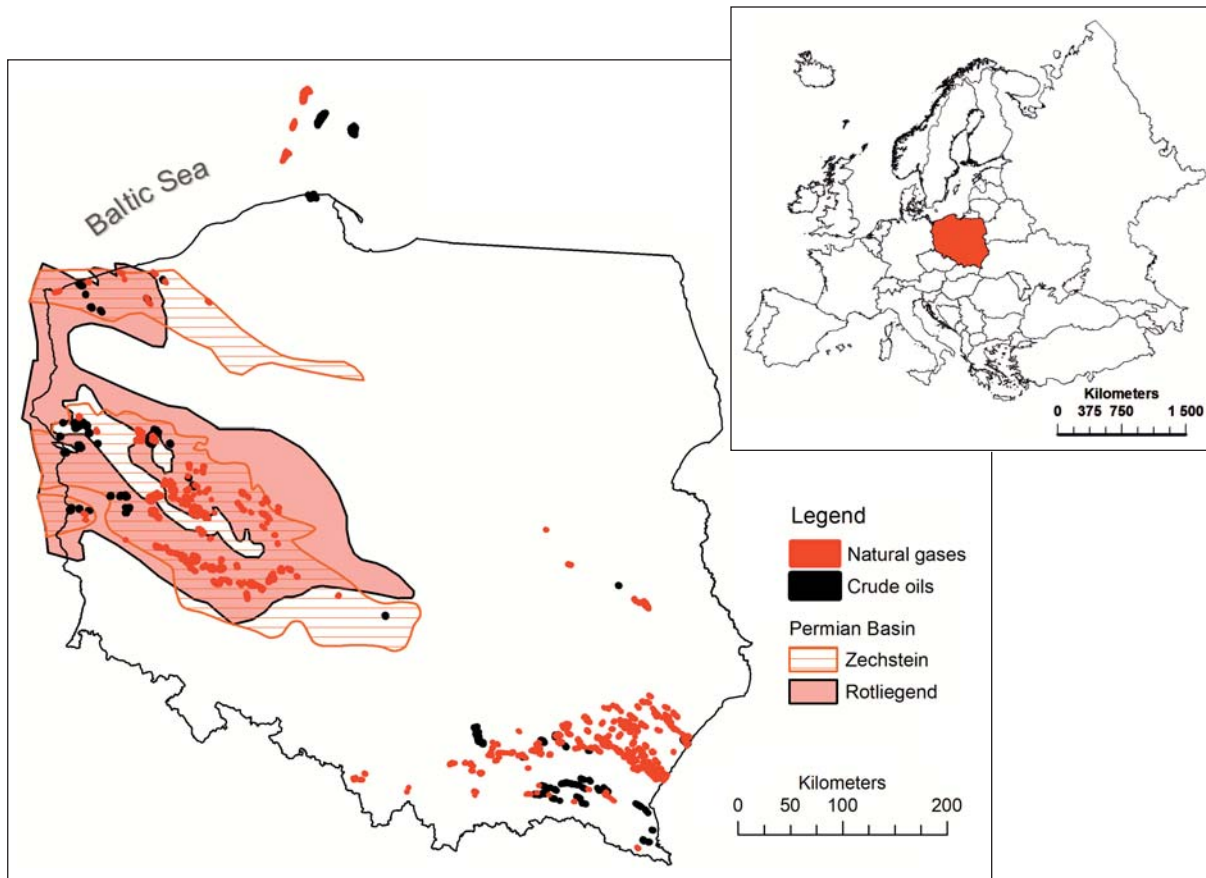 Baltic Sea
Kilometers
0 375 750 1 500
Legend
Natural gases
Crude oils
Permian Basin
Zechstein
Rotliegend
Kilometers
0 50 100 200